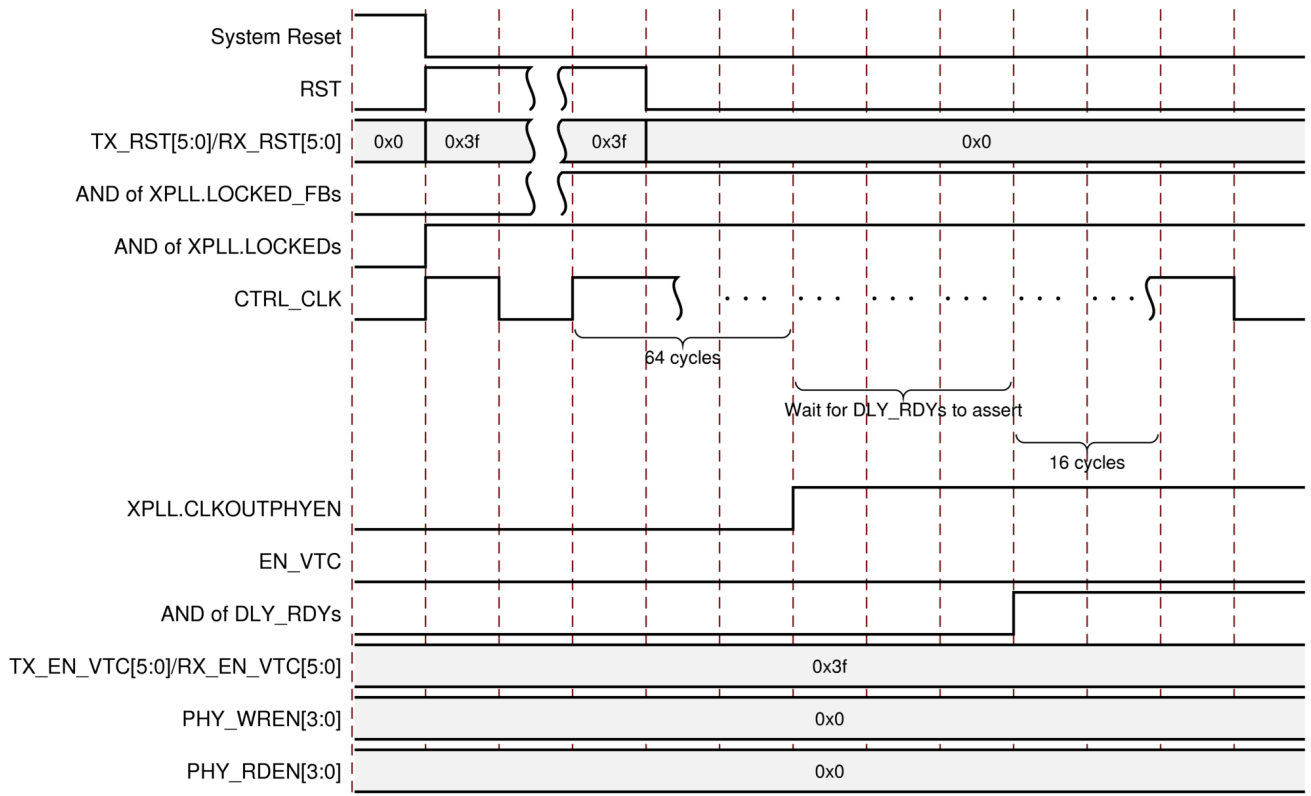 System Reset
RST
TX_RST[5:0]/RX_RST[5:0] 0x0 0x3f 0x3f 0x0
AND of XPLL.LOCKED_FBs
AND of XPLL.LOCKEDs
CTRL_CLK
64 cycles
Wait for DLY_RDYs to assert
16 cycles
XPLL.CLKOUTPHYEN
EN_VTC
AND of DLY_RDYs
TX_EN_VTC[5:0]/RX_EN_VTC[5:0] 0x3f
PHY_WREN[3:0] 0x0
PHY_RDEN[3:0] 0x0